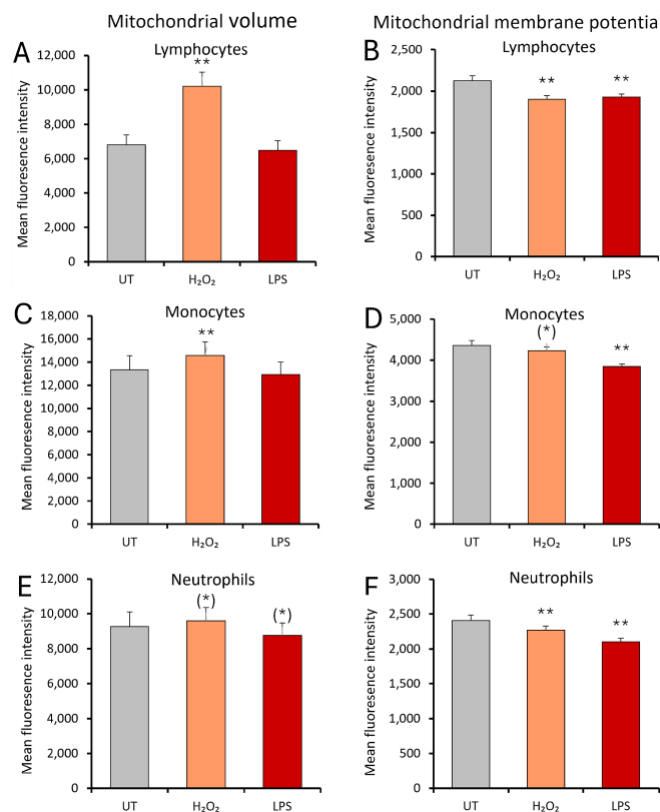 Mitochondrial volume
Mitochondrial membrane potentia
A
Lymphocytes
**
Mean fluoresence intensity
12,000
10,000
8,000
6,000
4,000
2,000
0
UT H₂O₂ LPS
B
Lymphocytes
** **
Mean fluoresence intensity
2,500
2,000
1,500
1,000
500
0
UT H₂O₂ LPS
C
Monocytes
**
Mean fluoresence intensity
18,000
16,000
14,000
12,000
10,000
8,000
6,000
4,000
2,000
0
UT H₂O₂ LPS
D
Monocytes
(*)
**
Mean fluoresence intensity
5,000
4,000
3,000
2,000
1,000
0
UT H₂O₂ LPS
E
Neutrophils
(*) (*)
Mean fluoresence intensity
12,000
10,000
8,000
6,000
4,000
2,000
0
UT H₂O₂ LPS
F
Neutrophils
** **
Mean fluoresence intensity
3,000
2,500
2,000
1,500
1,000
500
0
UT H₂O₂ LPS